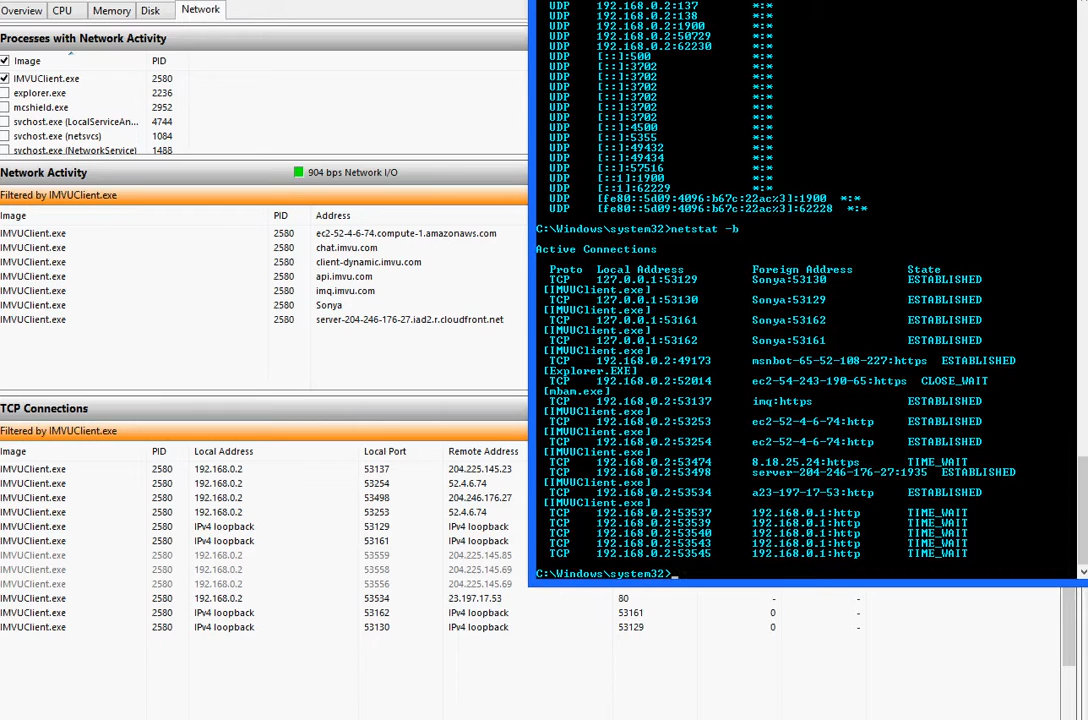 Overview CPU Memory Disk Network
Processes with Network Activity
Image PID
IMVUClient.exe 2580
explorer.exe 2236
mcshield.exe 2952
svchost.exe (LocalServiceAn... 4744
svchost.exe (netsvcs) 1084
svchost.exe (NetworkService) 1488
Network Activity 904 bps Network I/O
Filtered by IMVUClient.exe
Image PID Address
IMVUClient.exe 2580 ec2-52-4-6-74.compute-1.amazonaws.com
IMVUClient.exe 2580 chat.imvu.com
IMVUClient.exe 2580 client-dynamic.imvu.com
IMVUClient.exe 2580 api.imvu.com
IMVUClient.exe 2580 imq.imvu.com
IMVUClient.exe 2580 Sonya
IMVUClient.exe 2580 server-204-246-176-27.iad2.r.cloudfront.net
TCP Connections
Filtered by IMVUClient.exe
Image PID Local Address Local Port Remote Address
IMVUClient.exe 2580 192.168.0.2 53137 204.225.145.23
IMVUClient.exe 2580 192.168.0.2 53254 52.4.6.74
IMVUClient.exe 2580 192.168.0.2 53498 204.246.176.27
IMVUClient.exe 2580 192.168.0.2 53253 52.4.6.74
IMVUClient.exe 2580 IPv4 loopback 53129 IPv4 loopback
IMVUClient.exe 2580 IPv4 loopback 53161 IPv4 loopback
IMVUClient.exe 2580 192.168.0.2 53559 204.225.145.85
IMVUClient.exe 2580 192.168.0.2 53558 204.225.145.69
IMVUClient.exe 2580 192.168.0.2 53556 204.225.145.69
IMVUClient.exe 2580 192.168.0.2 53534 23.197.17.53 80 - -
IMVUClient.exe 2580 IPv4 loopback 53162 IPv4 loopback 53161 0 -
IMVUClient.exe 2580 IPv4 loopback 53130 IPv4 loopback 53129 0 -
UDP 192.168.0.2:137 *:*
UDP 192.168.0.2:138 *:*
UDP 192.168.0.2:1900 *:*
UDP 192.168.0.2:50729 *:*
UDP 192.168.0.2:62230 *:*
UDP [::]:500 *:*
UDP [::]:3702 *:*
UDP [::]:3702 *:*
UDP [::]:3702 *:*
UDP [::]:3702 *:*
UDP [::]:3702 *:*
UDP [::]:3702 *:*
UDP [::]:4500 *:*
UDP [::]:5355 *:*
UDP [::]:49432 *:*
UDP [::]:49434 *:*
UDP [::]:57516 *:*
UDP [::1]:1900 *:*
UDP [::1]:62229 *:*
UDP [fe80::5d09:4096:b67c:22ac%3]:1900 *:*
UDP [fe80::5d09:4096:b67c:22ac%3]:62228 *:*
C:\Windows\system32>netstat -b
Active Connections
Proto Local Address Foreign Address State
TCP 127.0.0.1:53129 Sonya:53130 ESTABLISHED
[IMVUClient.exe]
TCP 127.0.0.1:53130 Sonya:53129 ESTABLISHED
[IMVUClient.exe]
TCP 127.0.0.1:53161 Sonya:53162 ESTABLISHED
[IMVUClient.exe]
TCP 127.0.0.1:53162 Sonya:53161 ESTABLISHED
[IMVUClient.exe]
TCP 192.168.0.2:49173 msnbot-65-52-108-227:https ESTABLISHED
[Explorer.EXE]
TCP 192.168.0.2:52014 ec2-54-243-190-65:https CLOSE_WAIT
[mbam.exe]
TCP 192.168.0.2:53137 imq:https ESTABLISHED
[IMVUClient.exe]
TCP 192.168.0.2:53253 ec2-52-4-6-74:http ESTABLISHED
[IMVUClient.exe]
TCP 192.168.0.2:53254 ec2-52-4-6-74:http ESTABLISHED
[IMVUClient.exe]
TCP 192.168.0.2:53474 8.18.25.24:https TIME_WAIT
TCP 192.168.0.2:53498 server-204-246-176-27:1935 ESTABLISHED
[IMVUClient.exe]
TCP 192.168.0.2:53534 a23-197-17-53:http ESTABLISHED
[IMVUClient.exe]
TCP 192.168.0.2:53537 192.168.0.1:http TIME_WAIT
TCP 192.168.0.2:53539 192.168.0.1:http TIME_WAIT
TCP 192.168.0.2:53540 192.168.0.1:http TIME_WAIT
TCP 192.168.0.2:53543 192.168.0.1:http TIME_WAIT
TCP 192.168.0.2:53545 192.168.0.1:http TIME_WAIT
C:\Windows\system32>_